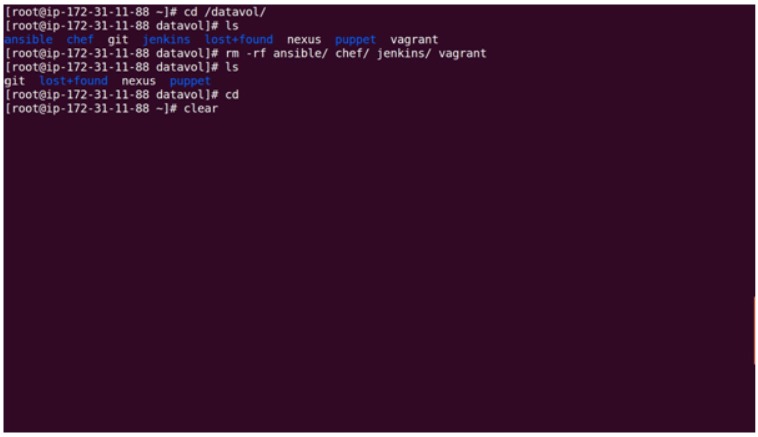 [root@ip-172-31-11-88 ~]# cd /datavol/
[root@ip-172-31-11-88 datavol]# ls
ansible  chef  git  jenkins  lost+found  nexus  puppet  vagrant
[root@ip-172-31-11-88 datavol]# rm -rf ansible/ chef/ jenkins/ vagrant
[root@ip-172-31-11-88 datavol]# ls
git  lost+found  nexus  puppet
[root@ip-172-31-11-88 datavol]# cd
[root@ip-172-31-11-88 ~]# clear